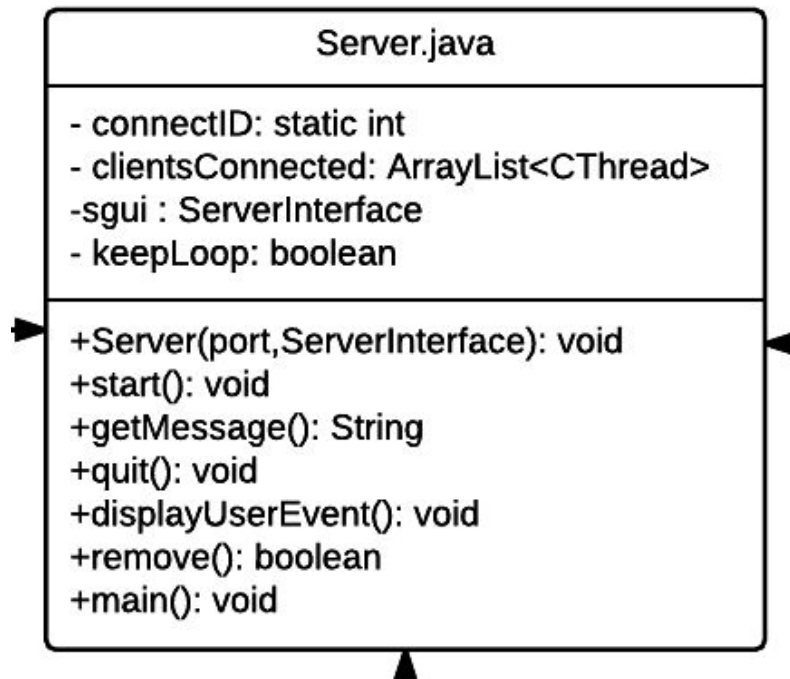 Server.java
- connectID: static int
- clientsConnected: ArrayList<CThread>
-sgui : ServerInterface
- keepLoop: boolean
+Server(port,ServerInterface): void
+start(): void
+getMessage(): String
+quit(): void
+displayUserEvent(): void
+remove(): boolean
+main(): void